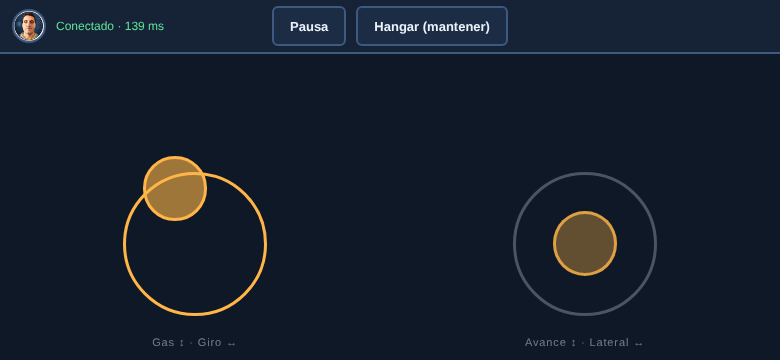 Conectado · 139 ms
Pausa
Hangar (mantener)
Gas ↕ · Giro ↔
Avance ↕ · Lateral ↔